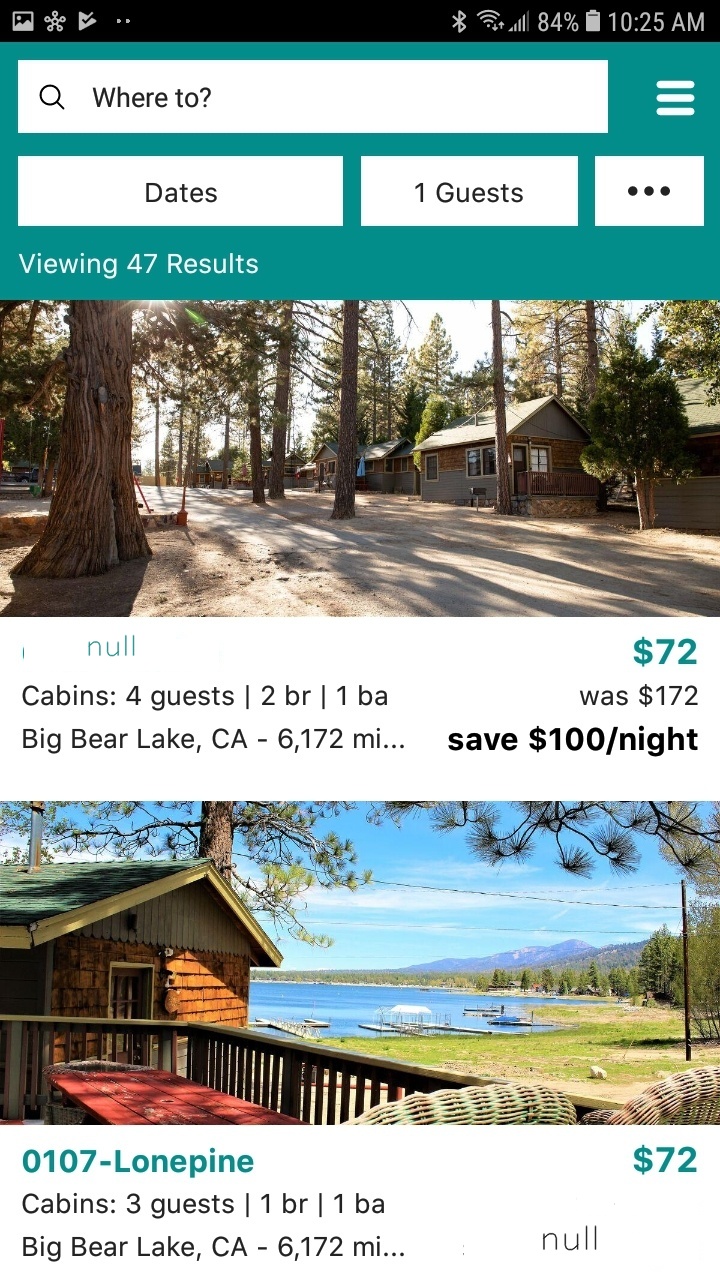 84% 10:25 AM
Where to?
Dates
1 Guests
Viewing 47 Results
null
$72
Cabins: 4 guests | 2 br | 1 ba
was $172
Big Bear Lake, CA - 6,172 mi...
save $100/night
0107-Lonepine
$72
Cabins: 3 guests | 1 br | 1 ba
Big Bear Lake, CA - 6,172 mi...
null